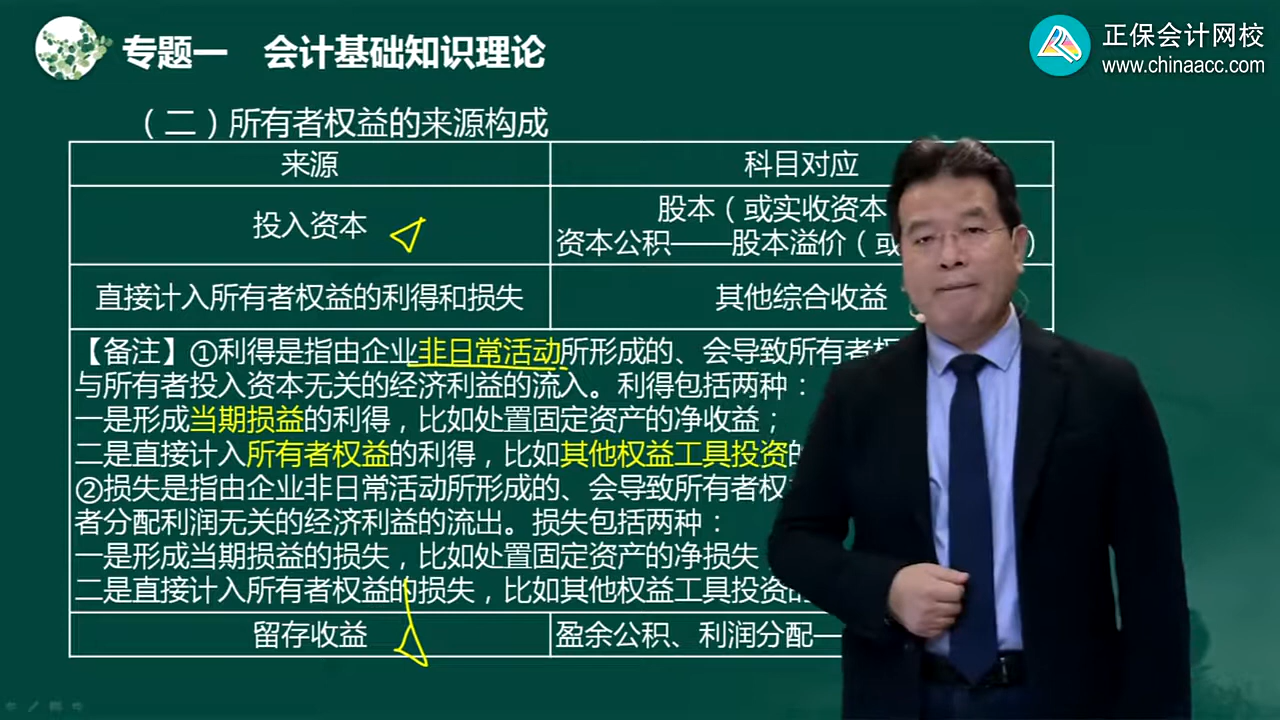 专题一 会计基础知识理论
正保会计网校
www.chinaacc.com
（二）所有者权益的来源构成
来源 科目对应
投入资本 股本（或实收资本
资本公积——股本溢价（或 ）
直接计入所有者权益的利得和损失 其他综合收益
【备注】①利得是指由企业非日常活动所形成的、会导致所有者权
与所有者投入资本无关的经济利益的流入。利得包括两种：
一是形成当期损益的利得，比如处置固定资产的净收益；
二是直接计入所有者权益的利得，比如其他权益工具投资的
②损失是指由企业非日常活动所形成的、会导致所有者权
者分配利润无关的经济利益的流出。损失包括两种：
一是形成当期损益的损失，比如处置固定资产的净损失
二是直接计入所有者权益的损失，比如其他权益工具投资的
留存收益 盈余公积、利润分配—